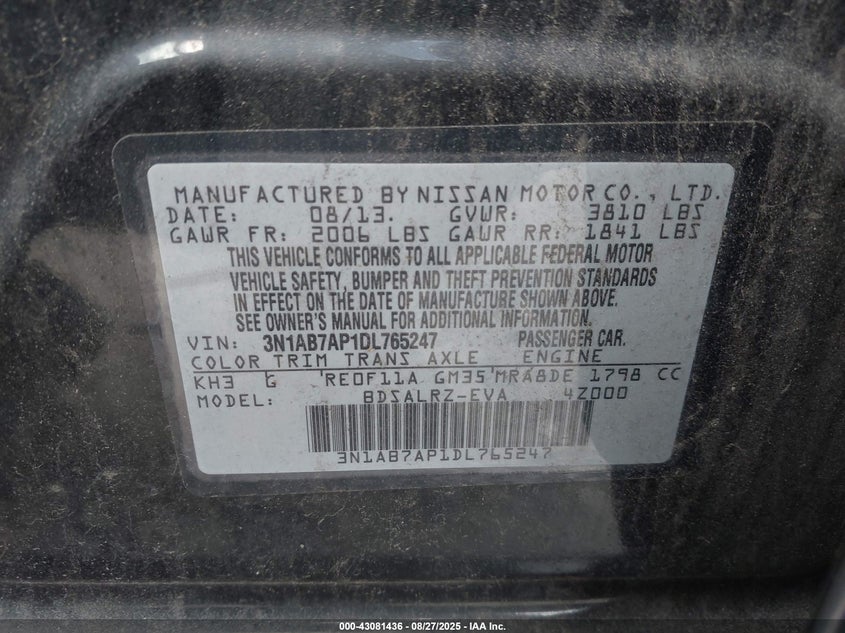 MANUFACTURED BY NISSAN MOTOR CO., LTD.
DATE: 08/13. GVWR: 3810 LBS
GAWR FR: 2006 LBS GAWR RR: 1841 LBS
THIS VEHICLE CONFORMS TO ALL APPLICABLE FEDERAL MOTOR
VEHICLE SAFETY, BUMPER AND THEFT PREVENTION STANDARDS
IN EFFECT ON THE DATE OF MANUFACTURE SHOWN ABOVE.
SEE OWNER'S MANUAL FOR ADDITIONAL INFORMATION.
VIN: 3N1AB7AP1DL765247 PASSENGER CAR.
COLOR TRIM TRANS AXLE ENGINE
KH3 G RE0F11A GM35 MRA8DE 1798 CC
MODEL: BDSALRZ-EVA 4Z000
3N1AB7AP1DL765247
000-43081436 - 08/27/2025 - IAA Inc.